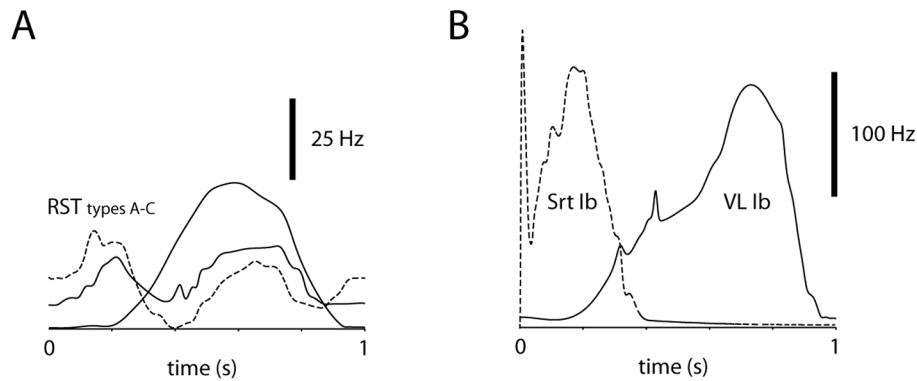 A
25 Hz
RST types A-C
0
1
time (s)
B
100 Hz
Srt Ib
VL Ib
0
1
time (s)